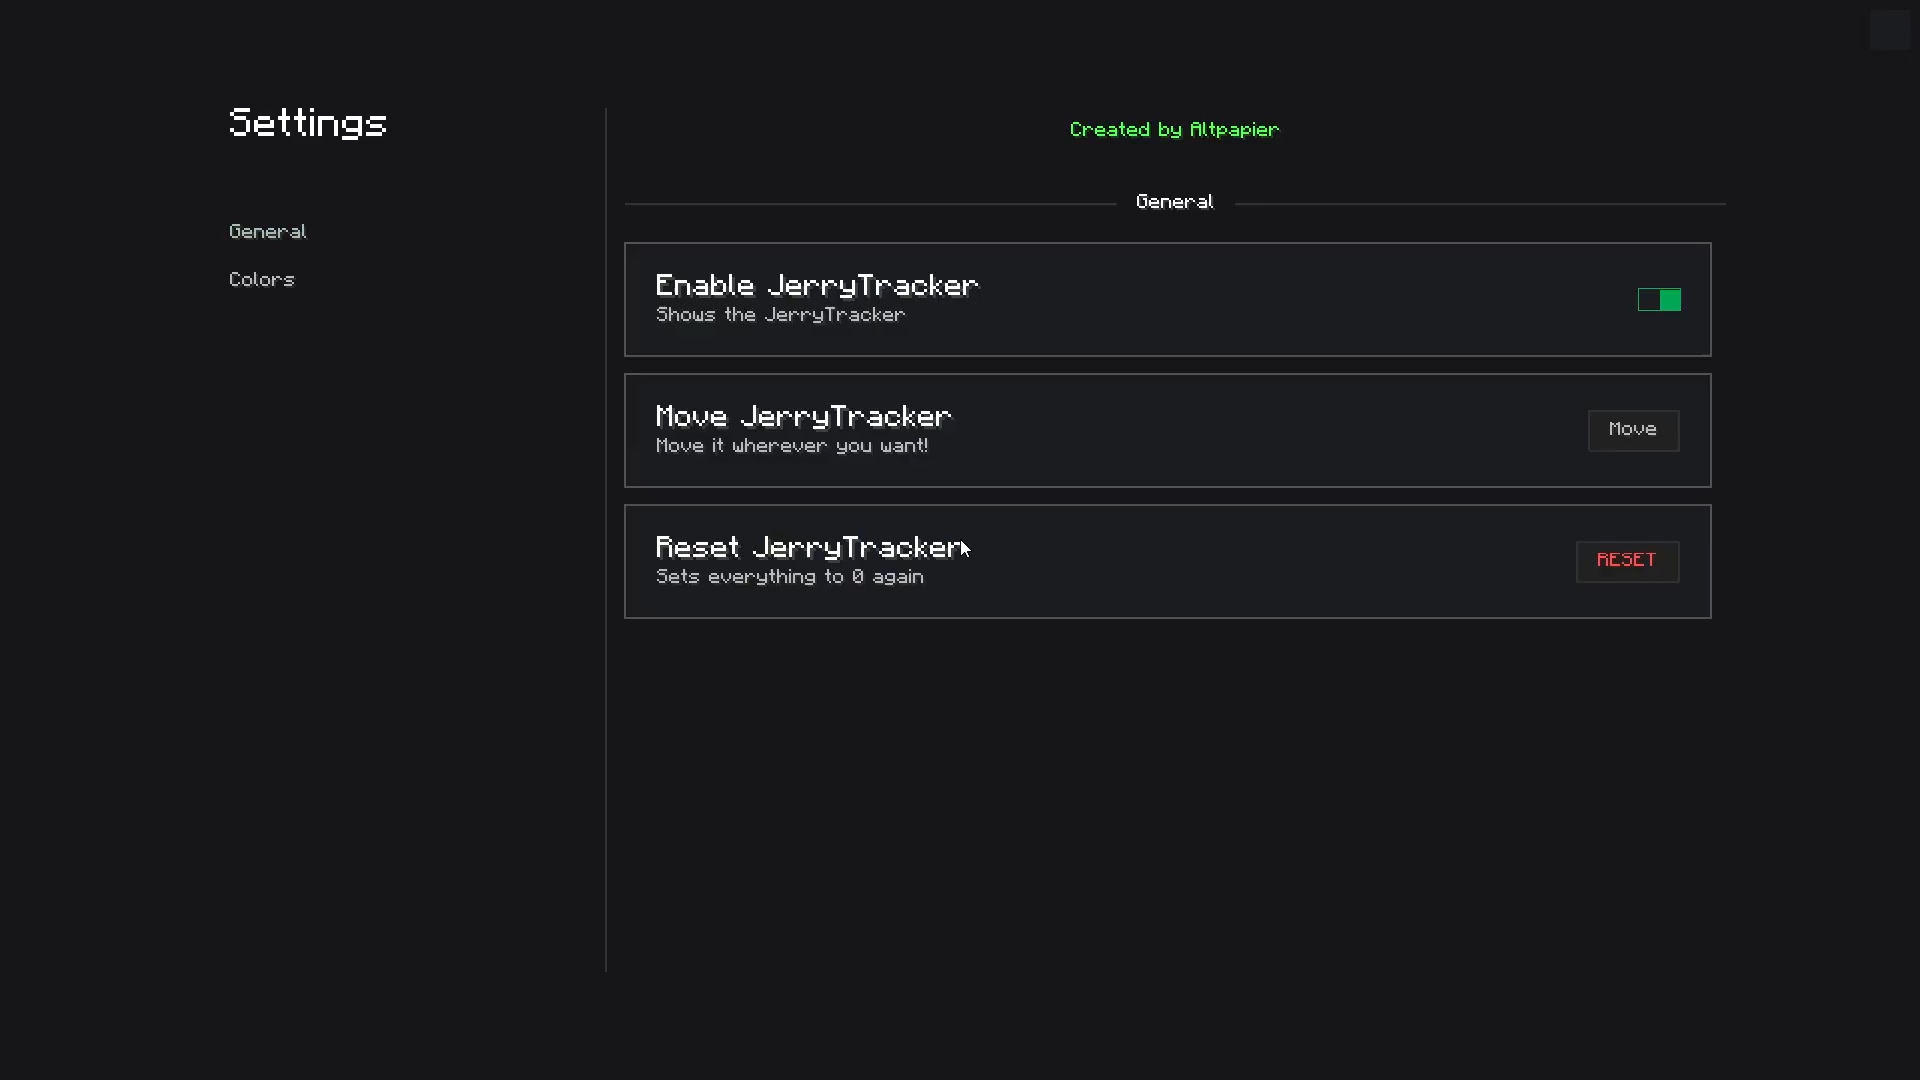 Settings
General
Colors
Created by Altpapier
General
Enable JerryTracker
Shows the JerryTracker
Move JerryTracker
Move it wherever you want!
Move
Reset JerryTracker
Sets everything to 0 again
RESET